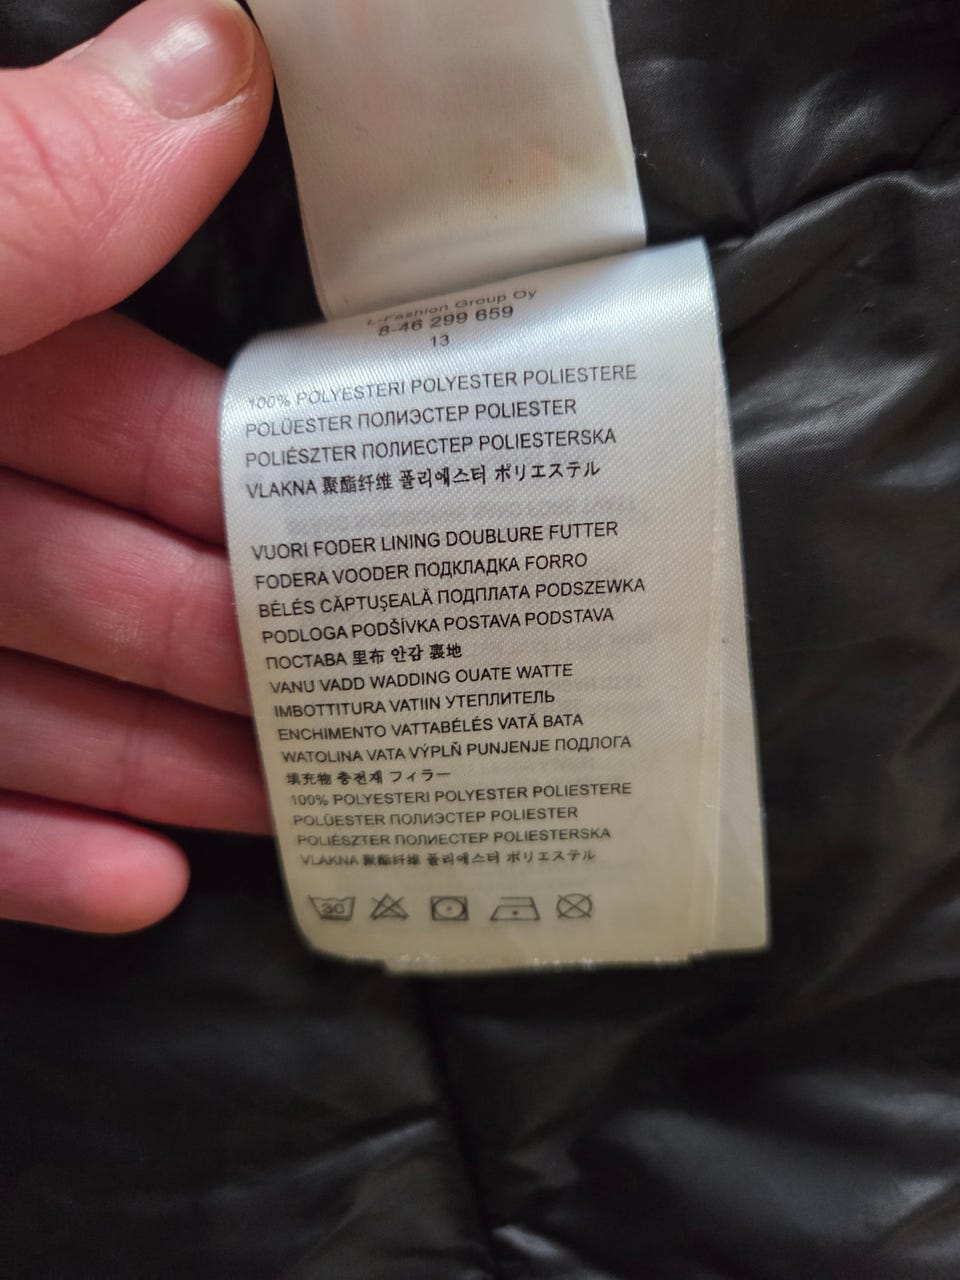 L-Fashion Group Oy
8-46 299 659
13
100% POLYESTERI POLYESTER POLIESTERE
POLÜESTER ПОЛИЭСТЕР POLIESTER
POLIÉSZTER ПОЛИЕСТЕР POLIESTERSKA
VLAKNA 聚酯纤维 폴리에스터 ポリエステル
VUORI FODER LINING DOUBLURE FUTTER
FODERA VOODER ПОДКЛАДКА FORRO
BÉLÉS CĂPTUŞEALĂ ПОДПЛАТА PODSZEWKA
PODLOGA PODŠÍVKA POSTAVA PODSTAVA
ПОСТАВА 里布 안감 裏地
VANU VADD WADDING OUATE WATTE
IMBOTTITURA VATIIN УТЕПЛИТЕЛЬ
ENCHIMENTO VATTABÉLÉS VATĂ BATA
WATOLINA VATA VÝPLŇ PUNJENJE ПОДЛОГА
填充物 충전재 フィラー
100% POLYESTERI POLYESTER POLIESTERE
POLÜESTER ПОЛИЭСТЕР POLIESTER
POLIÉSZTER ПОЛИЕСТЕР POLIESTERSKA
VLAKNA 聚酯纤维 폴리에스터 ポリエステル
30